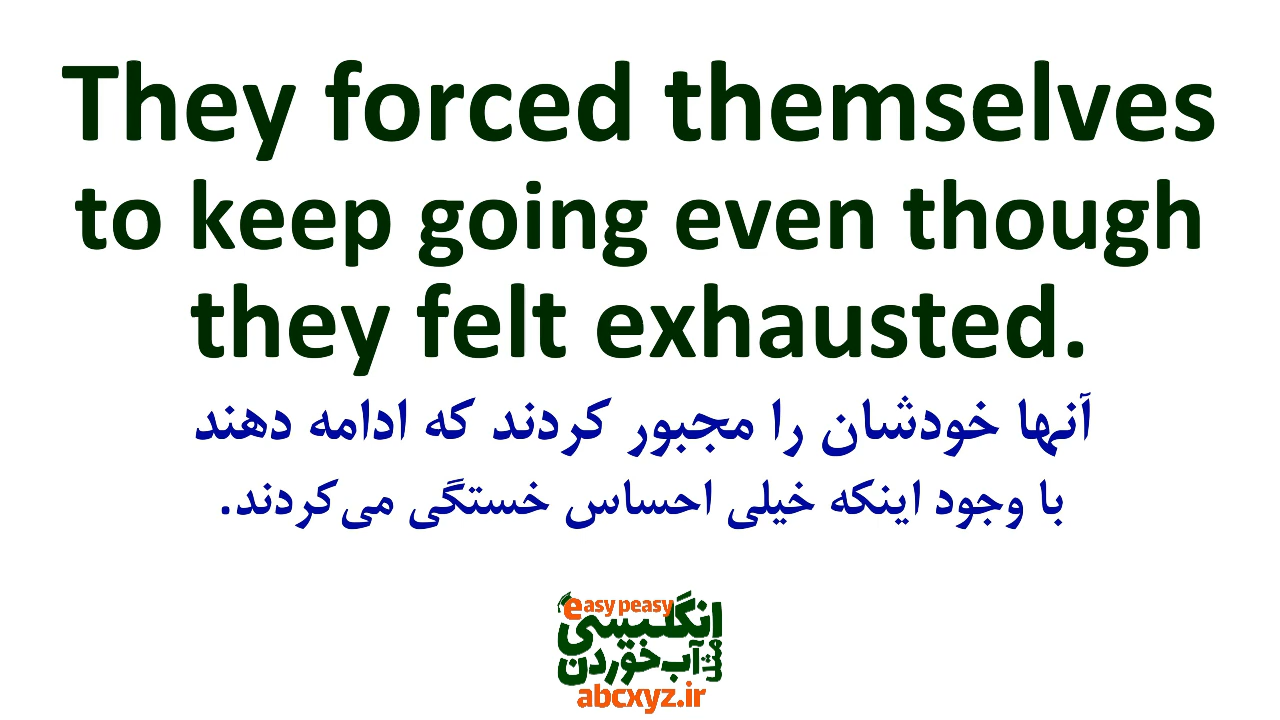 They forced themselves
to keep going even though
they felt exhausted.
آنها خودشان را مجبور کردند که ادامه دهند
با وجود اینکه خیلی احساس خستگی می‌کردند.
easy peasy
انگلیسی
مثل آب خوردن
abcxyz.ir